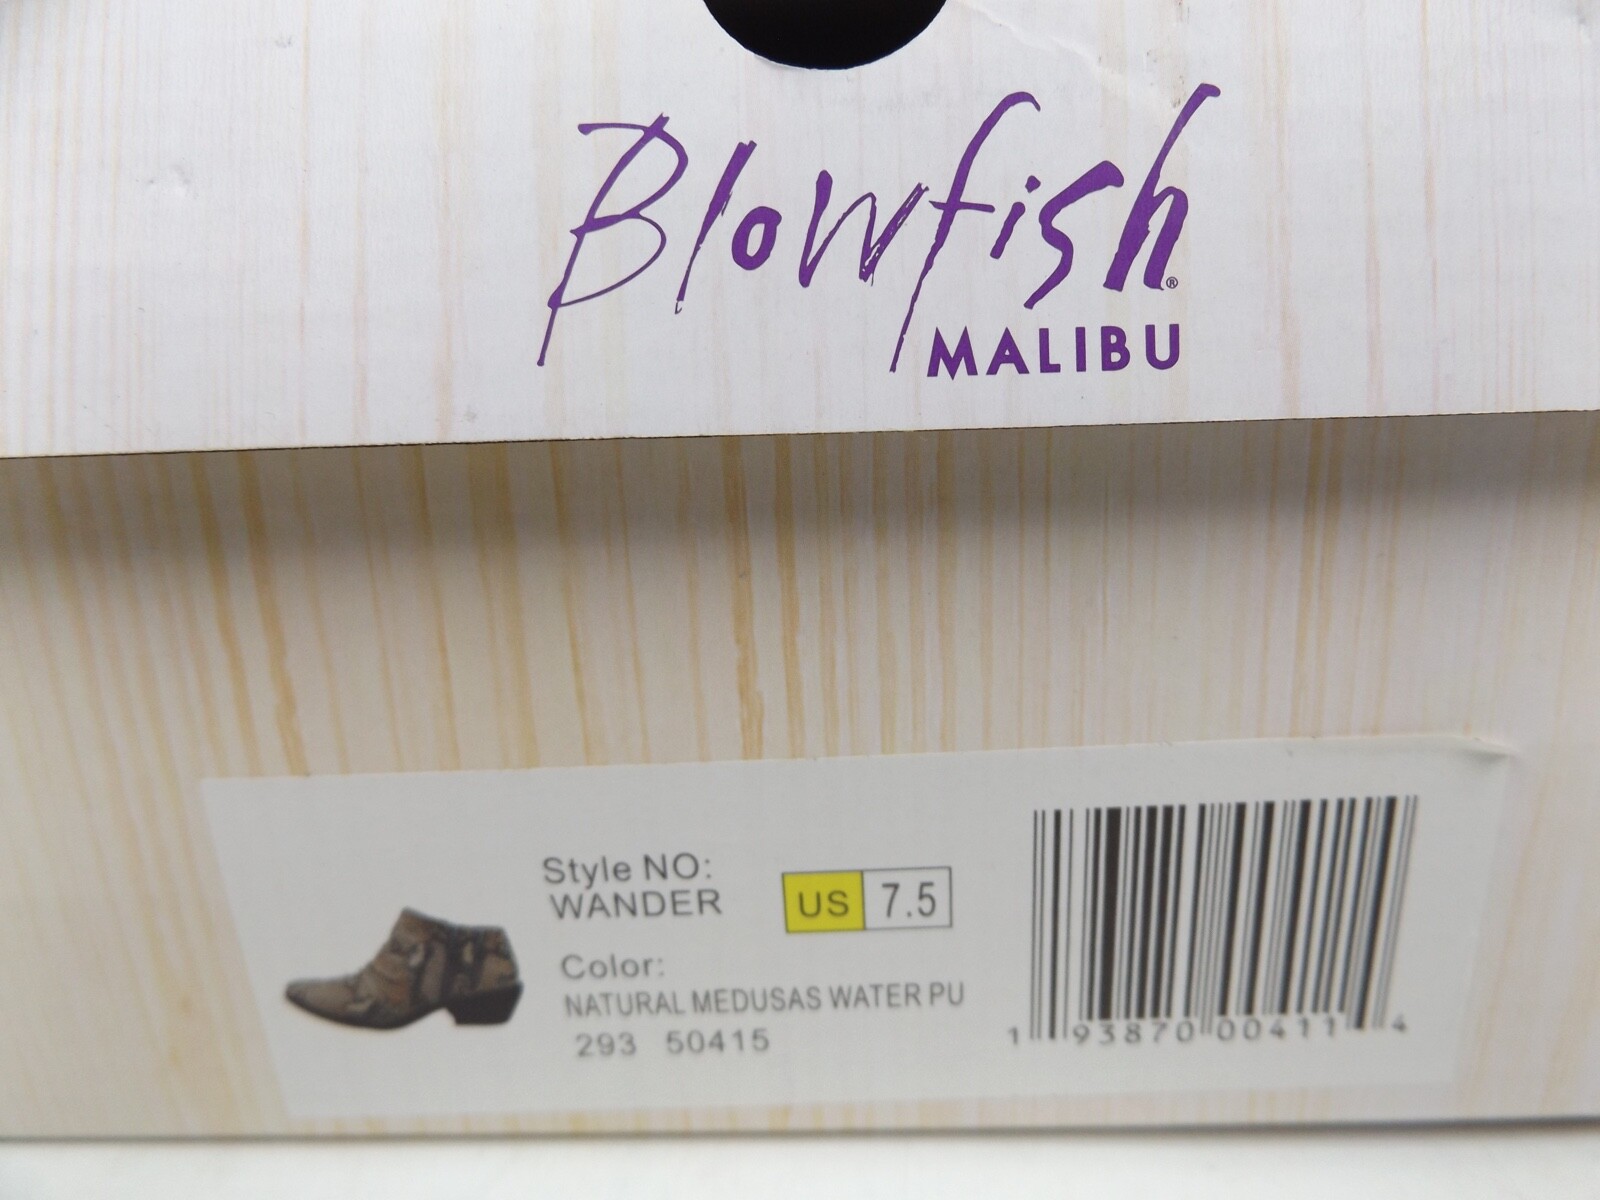 Blowfish®
MALIBU
Style NO:
WANDER
US 7.5
Color:
NATURAL MEDUSAS WATER PU
293 50415
1 93870 00411 4